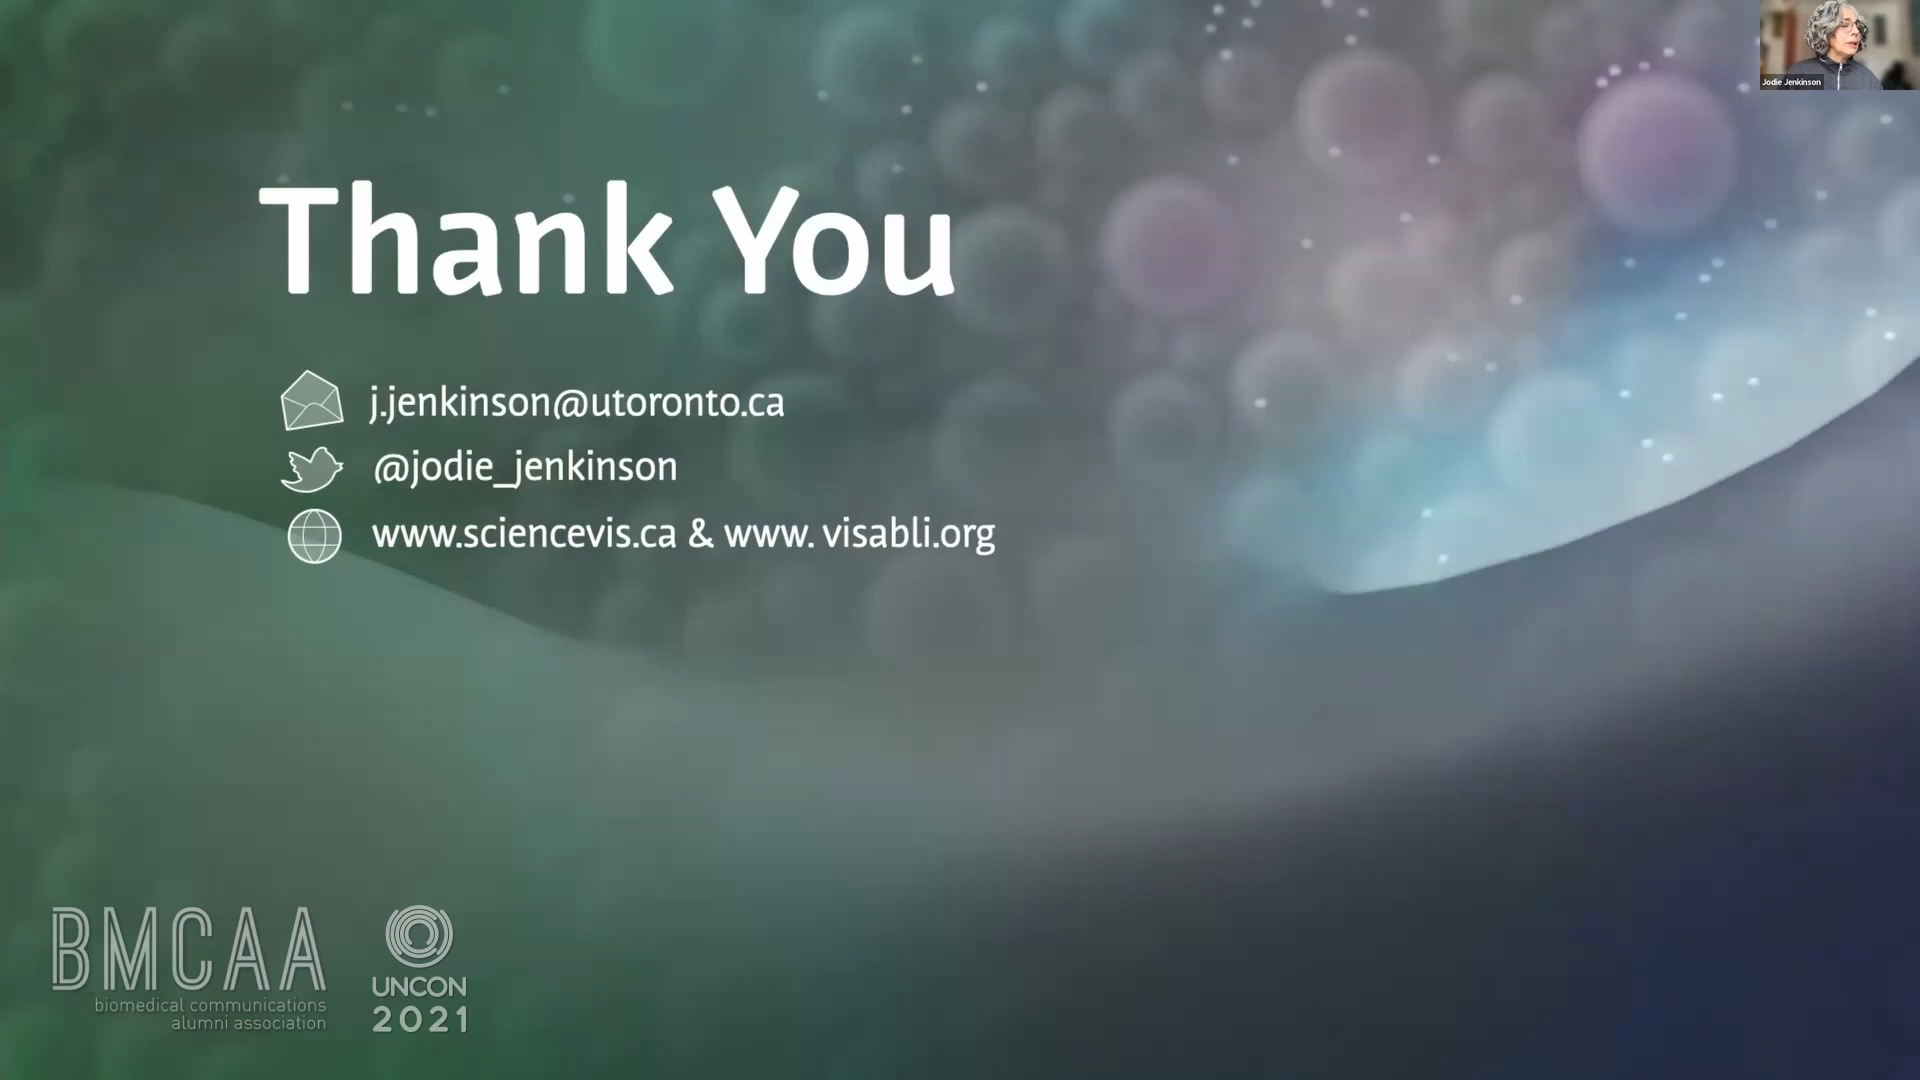 Jodie Jenkinson
Thank You
j.jenkinson@utoronto.ca
@jodie_jenkinson
www.sciencevis.ca & www. visabli.org
BMCAA
biomedical communications
alumni association
UNCON
2021